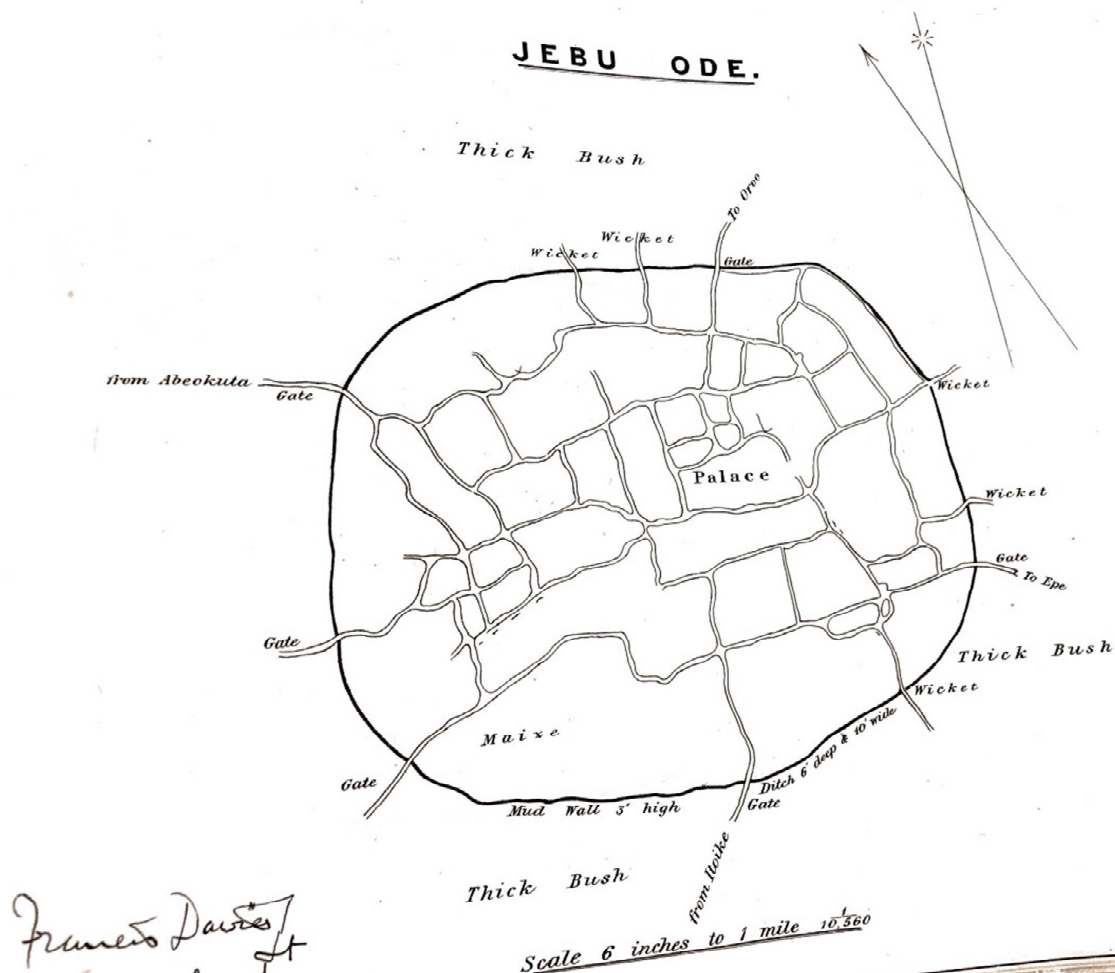 JEBU ODE.
Thick Bush
To Oruo
Wicket
Wicket
Gate
from Abeokuta
Gate
Wicket
Palace
Wicket
Gate
To Epe
Gate
Thick Bush
Wicket
Maize
Gate
Ditch 6' deep & 10' wide
Mud Wall 3' high
Gate
from Itoike
Thick Bush
Francis Davies
Lt
Scale 6 inches to 1 mile 1/10,560